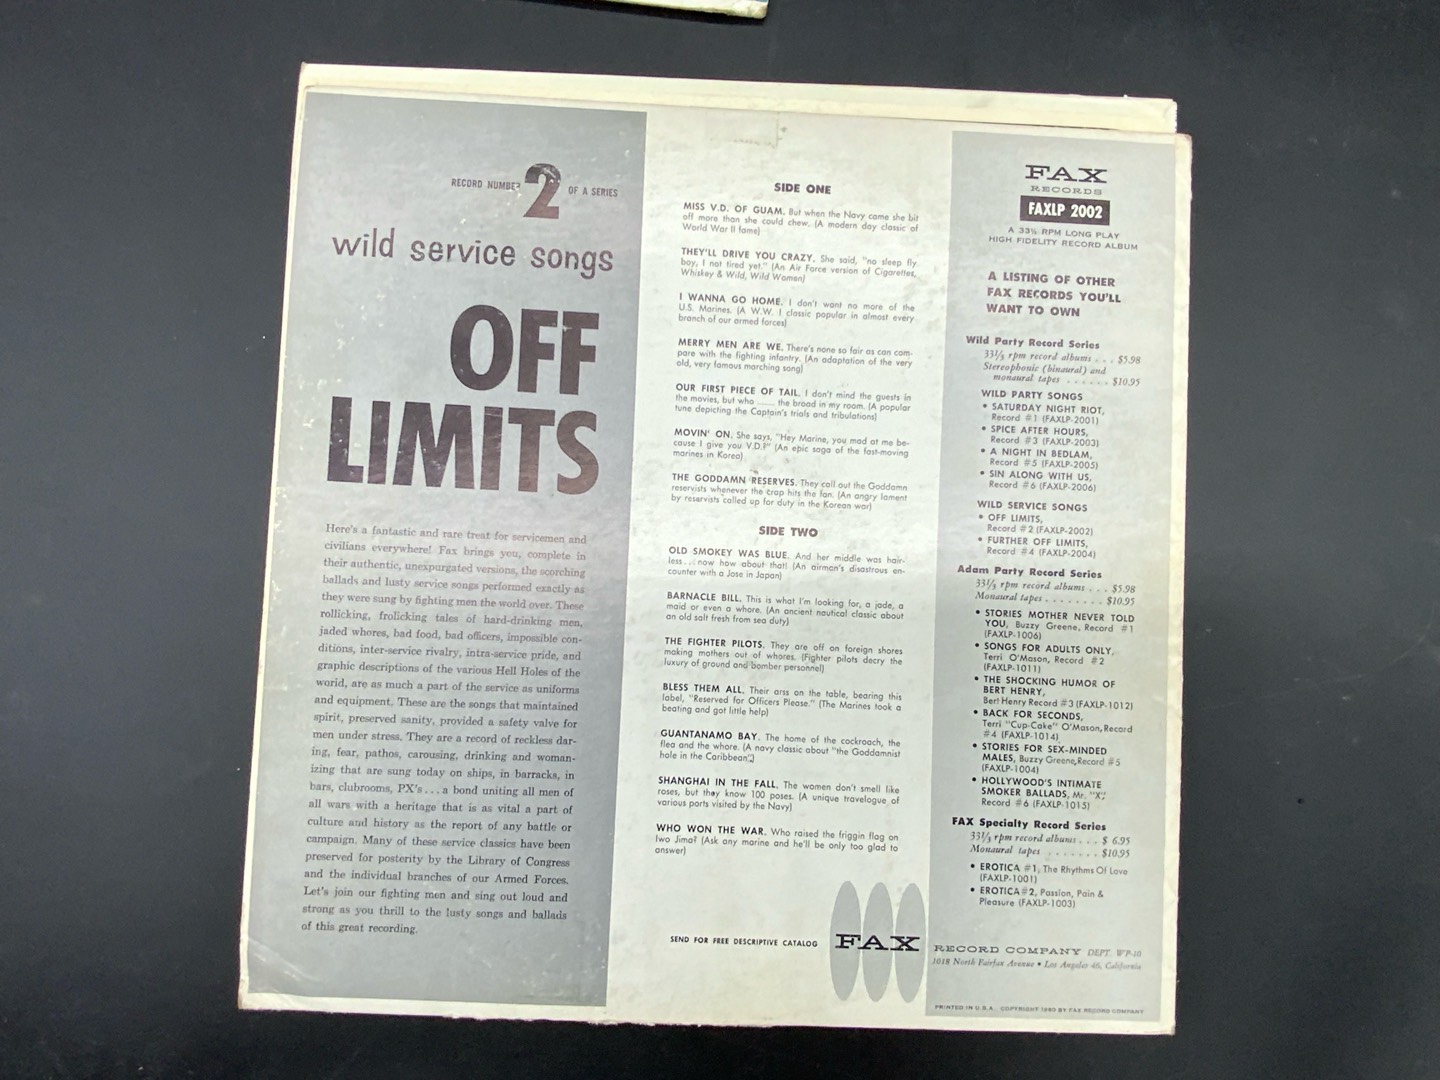 RECORD NUMBER 2 OF A SERIES
wild service songs
OFF
LIMITS
Here's a fantastic and rare treat for servicemen and
civilians everywhere! Fax brings you, complete in
their authentic, unexpurgated versions, the scorching
ballads and lusty service songs performed exactly as
they were sung by fighting men the world over. These
rollicking, frolicking tales of hard-drinking men,
jaded whores, bad food, bad officers, impossible con-
ditions, inter-service rivalry, intra-service pride, and
graphic descriptions of the various Hell Holes of the
world, are as much a part of the service as uniforms
and equipment. These are the songs that maintained
spirit, preserved sanity, provided a safety valve for
men under stress. They are a record of reckless dar-
ing, fear, pathos, carousing, drinking and woman-
izing that are sung today on ships, in barracks, in
bars, clubrooms, PX's... a bond uniting all men of
all wars with a heritage that is as vital a part of
culture and history as the report of any battle or
campaign. Many of these service classics have been
preserved for posterity by the Library of Congress
and the individual branches of our Armed Forces.
Let's join our fighting men and sing out loud and
strong as you thrill to the lusty songs and ballads
of this great recording.
SIDE ONE
MISS V.D. OF GUAM. But when the Navy came she bit
off more than she could chew. (A modern day classic of
World War II fame)
THEY'LL DRIVE YOU CRAZY. She said, "no sleep fly
boy, I not tired yet." (An Air Force version of Cigarettes,
Whiskey & Wild, Wild Women)
I WANNA GO HOME. I don't want no more of the
U.S. Marines. (A W.W. I classic popular in almost every
branch of our armed forces)
MERRY MEN ARE WE. There's none so fair as can com-
pare with the fighting infantry. (An adaptation of the very
old, very famous marching song)
OUR FIRST PIECE OF TAIL. I don't mind the guests in
the movies, but who ...... the broad in my room. (A popular
tune depicting the Captain's trials and tribulations)
MOVIN' ON. She says, "Hey Marine, you mad at me be-
cause I give you V.D.?" (An epic saga of the fast-moving
marines in Korea)
THE GODDAMN RESERVES. They call out the Goddamn
reservists whenever the crap hits the fan. (An angry lament
by reservists called up for duty in the Korean war)
SIDE TWO
OLD SMOKEY WAS BLUE. And her middle was hair-
less... now how about that! (An airman's disastrous en-
counter with a Jose in Japan)
BARNACLE BILL. This is what I'm looking for, a jade, a
maid or even a whore. (An ancient nautical classic about
an old salt fresh from sea duty)
THE FIGHTER PILOTS. They are off on foreign shores
making mothers out of whores. (Fighter pilots decry the
luxury of ground and bomber personnel)
BLESS THEM ALL. Their arss on the table, bearing this
label, "Reserved for Officers Please." (The Marines took a
beating and got little help)
GUANTANAMO BAY. The home of the cockroach, the
flea and the whore. (A navy classic about "the Goddamnist
hole in the Caribbean".)
SHANGHAI IN THE FALL. The women don't smell like
roses, but they know 100 poses. (A unique travelogue of
various ports visited by the Navy)
WHO WON THE WAR. Who raised the friggin flag on
Iwo Jima? (Ask any marine and he'll be only too glad to
answer)
SEND FOR FREE DESCRIPTIVE CATALOG
FAX
RECORDS
FAXLP 2002
A 33⅓ RPM LONG PLAY
HIGH FIDELITY RECORD ALBUM
A LISTING OF OTHER
FAX RECORDS YOU'LL
WANT TO OWN
Wild Party Record Series
33⅓ rpm record albums . . . $5.98
Stereophonic (binaural) and
monaural tapes . . . . . . $10.95
WILD PARTY SONGS
• SATURDAY NIGHT RIOT,
Record #1 (FAXLP-2001)
• SPICE AFTER HOURS,
Record #3 (FAXLP-2003)
• A NIGHT IN BEDLAM,
Record #5 (FAXLP-2005)
• SIN ALONG WITH US,
Record #6 (FAXLP-2006)
WILD SERVICE SONGS
• OFF LIMITS,
Record #2 (FAXLP-2002)
• FURTHER OFF LIMITS,
Record #4 (FAXLP-2004)
Adam Party Record Series
33⅓ rpm record albums . . . $5.98
Monaural tapes . . . . . . . . $10.95
• STORIES MOTHER NEVER TOLD
YOU, Buzzy Greene, Record #1
(FAXLP-1006)
• SONGS FOR ADULTS ONLY,
Terri O'Mason, Record #2
(FAXLP-1011)
• THE SHOCKING HUMOR OF
BERT HENRY,
Bert Henry Record #3 (FAXLP-1012)
• BACK FOR SECONDS,
Terri "Cup-Cake" O'Mason, Record
#4 (FAXLP-1014)
• STORIES FOR SEX-MINDED
MALES, Buzzy Greene, Record #5
(FAXLP-1004)
• HOLLYWOOD'S INTIMATE
SMOKER BALLADS, Mr. "X",
Record #6 (FAXLP-1015)
FAX Specialty Record Series
33⅓ rpm record albums . . . $ 6.95
Monaural tapes . . . . . . . $10.95
• EROTICA #1, The Rhythms Of Love
(FAXLP-1001)
• EROTICA #2, Passion, Pain &
Pleasure (FAXLP-1003)
FAX RECORD COMPANY DEPT. WP-10
1018 North Fairfax Avenue • Los Angeles 46, California
PRINTED IN U.S.A. COPYRIGHT 1960 BY FAX RECORD COMPANY